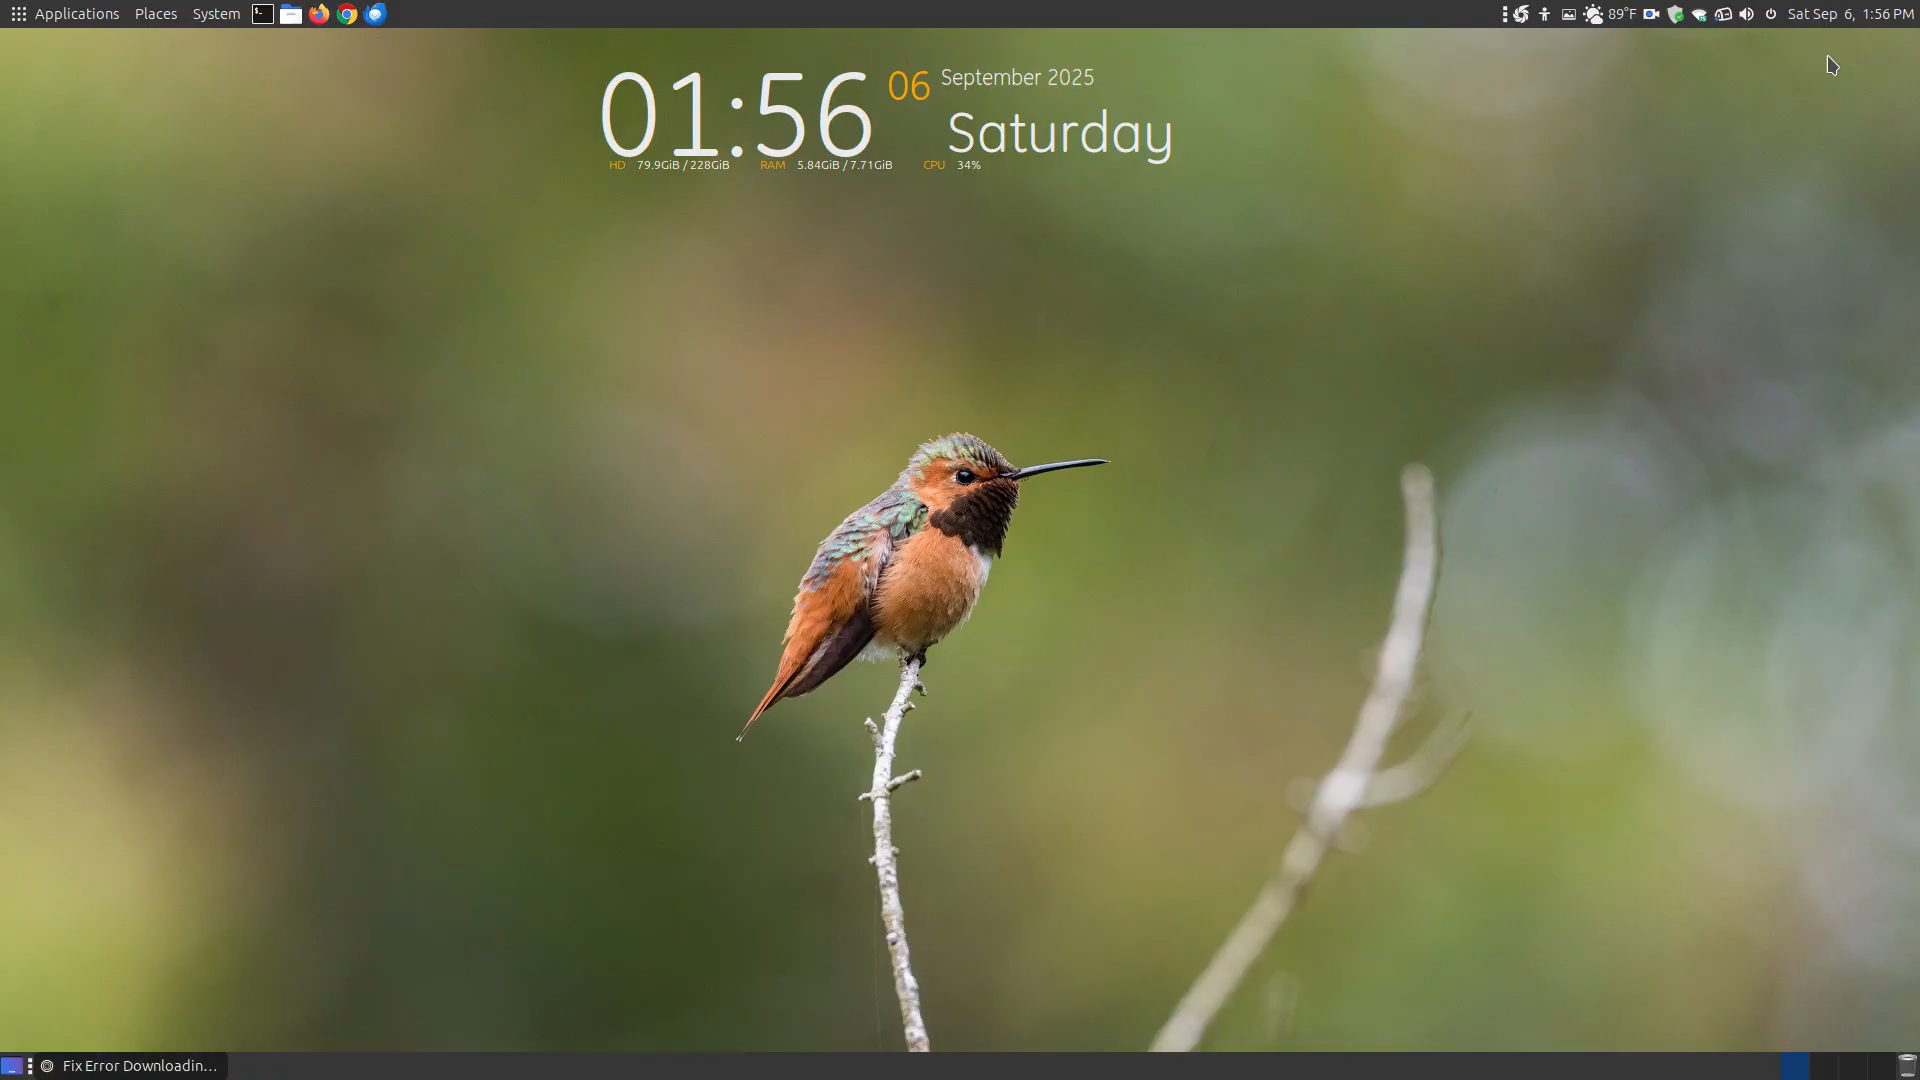 Applications Places System 89°F Sat Sep 6, 1:56 PM
01:56 06 September 2025
Saturday
HD 79.9GiB / 228GiB RAM 5.84GiB / 7.71GiB CPU 34%
Fix Error Downloadin...